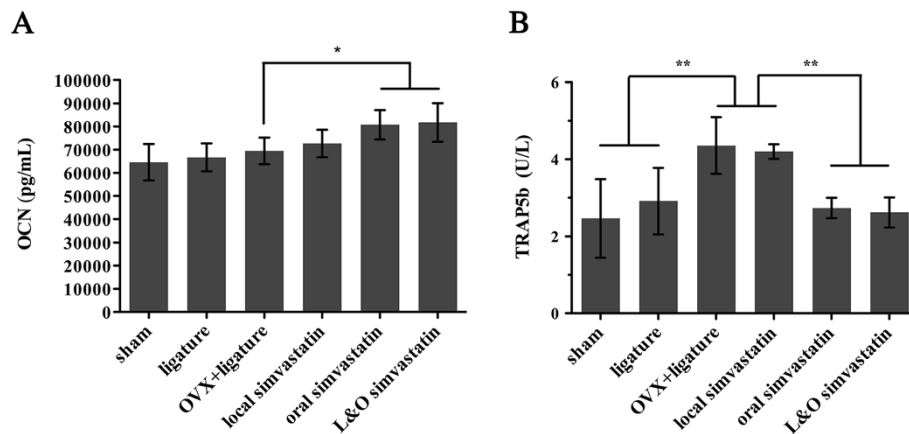 A
*
100000
90000
80000
70000
60000
50000
40000
30000
20000
10000
0
OCN (pg/mL)
sham
ligature
OVX+ligature
local simvastatin
oral simvastatin
L&O simvastatin
B
**
**
6
4
2
0
TRAP5b (U/L)
sham
ligature
OVX+ligature
local simvastatin
oral simvastatin
L&O simvastatin